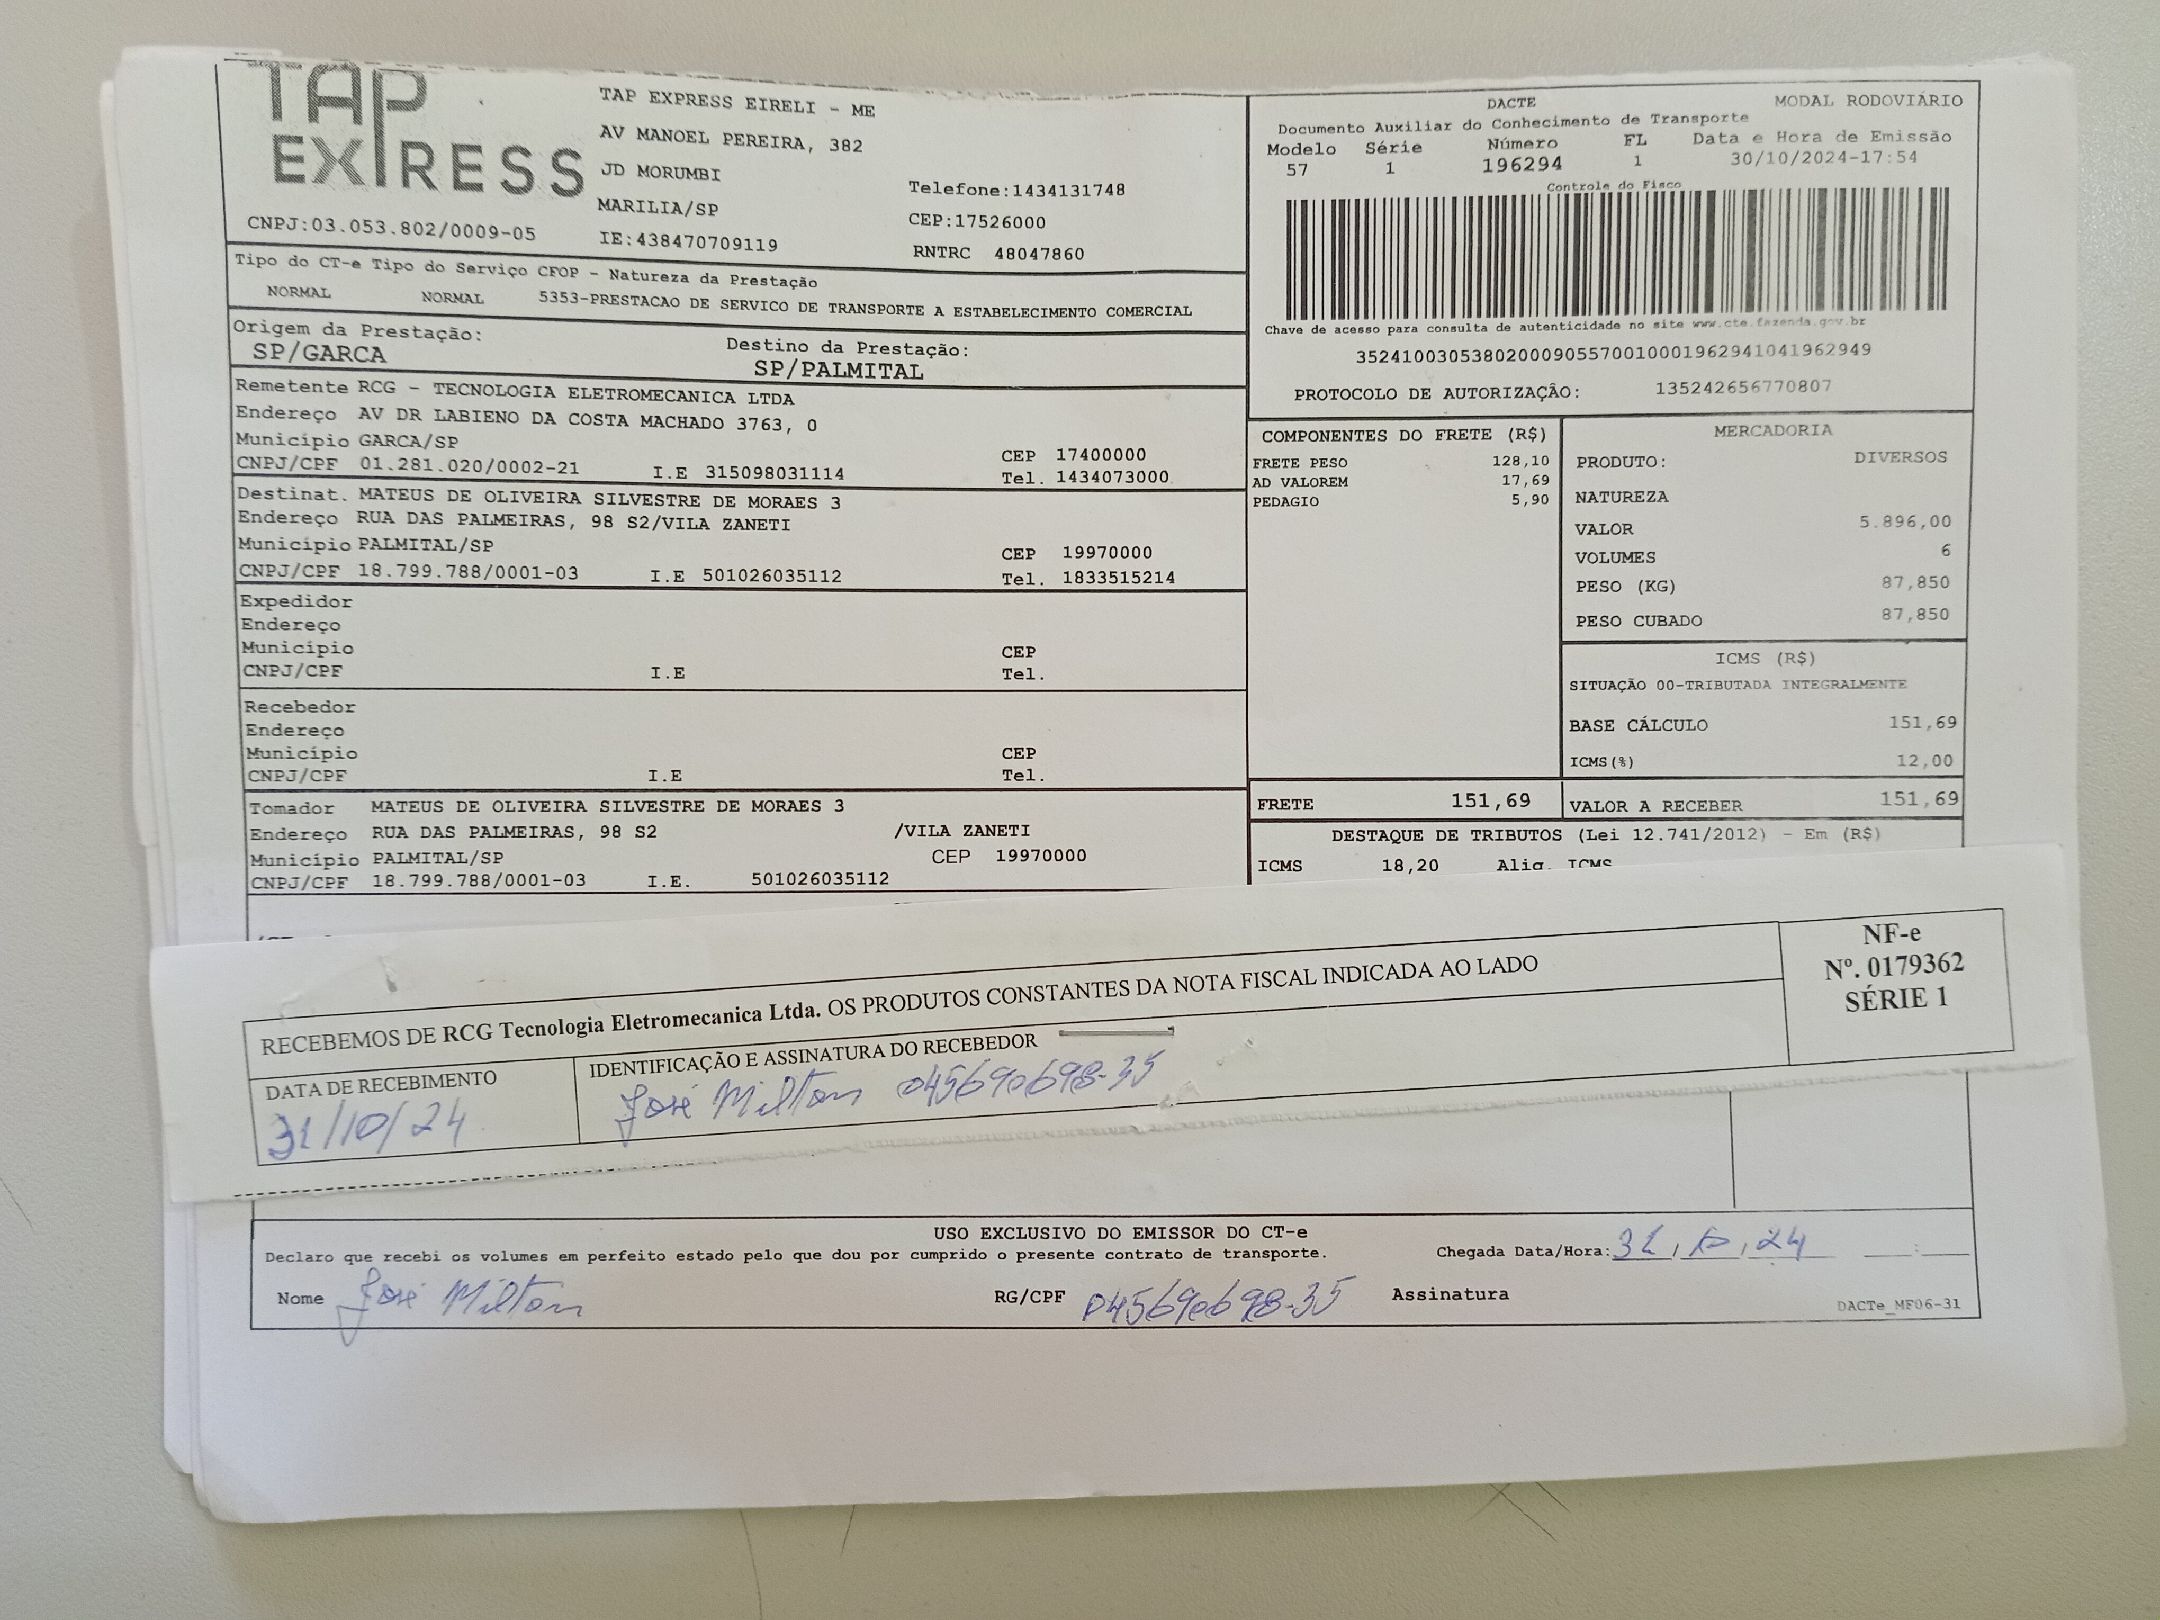 TAP
EXPRESS
CNPJ:03.053.802/0009-05
TAP EXPRESS EIRELI - ME
AV MANOEL PEREIRA, 382
JD MORUMBI
MARILIA/SP
IE:438470709119
Telefone:1434131748
CEP:17526000
RNTRC 48047860
DACTE MODAL RODOVIÁRIO
Documento Auxiliar do Conhecimento de Transporte
Modelo Série Número FL Data e Hora de Emissão
57 1 196294 1 30/10/2024-17:54
Controle do Fisco
Chave de acesso para consulta de autenticidade no site www.cte.fazenda.gov.br
35241003053802000905570010001962941041962949
PROTOCOLO DE AUTORIZAÇÃO: 135242656770807
Tipo do CT-e Tipo do Serviço CFOP - Natureza da Prestação
NORMAL NORMAL 5353-PRESTACAO DE SERVICO DE TRANSPORTE A ESTABELECIMENTO COMERCIAL
Origem da Prestação: Destino da Prestação:
SP/GARCA SP/PALMITAL
Remetente RCG - TECNOLOGIA ELETROMECANICA LTDA
Endereço AV DR LABIENO DA COSTA MACHADO 3763, 0
Município GARCA/SP CEP 17400000
CNPJ/CPF 01.281.020/0002-21 I.E 315098031114 Tel. 1434073000
Destinat. MATEUS DE OLIVEIRA SILVESTRE DE MORAES 3
Endereço RUA DAS PALMEIRAS, 98 S2/VILA ZANETI
Município PALMITAL/SP CEP 19970000
CNPJ/CPF 18.799.788/0001-03 I.E 501026035112 Tel. 1833515214
Expedidor
Endereço
Município CEP
CNPJ/CPF I.E Tel.
Recebedor
Endereço
Município CEP
CNPJ/CPF I.E Tel.
Tomador MATEUS DE OLIVEIRA SILVESTRE DE MORAES 3
Endereço RUA DAS PALMEIRAS, 98 S2 /VILA ZANETI
Município PALMITAL/SP CEP 19970000
CNPJ/CPF 18.799.788/0001-03 I.E. 501026035112
COMPONENTES DO FRETE (R$)
FRETE PESO 128,10
AD VALOREM 17,69
PEDAGIO 5,90
MERCADORIA
PRODUTO: DIVERSOS
NATUREZA
VALOR 5.896,00
VOLUMES 6
PESO (KG) 87,850
PESO CUBADO 87,850
ICMS (R$)
SITUAÇÃO 00-TRIBUTADA INTEGRALMENTE
BASE CÁLCULO 151,69
ICMS(%) 12,00
FRETE 151,69 VALOR A RECEBER 151,69
DESTAQUE DE TRIBUTOS (Lei 12.741/2012) - Em (R$)
ICMS 18,20 Aliq. ICMS
RECEBEMOS DE RCG Tecnologia Eletromecanica Ltda. OS PRODUTOS CONSTANTES DA NOTA FISCAL INDICADA AO LADO
NF-e
Nº. 0179362
SÉRIE 1
DATA DE RECEBIMENTO
31/10/24
IDENTIFICAÇÃO E ASSINATURA DO RECEBEDOR
José Milton 045690698-35
USO EXCLUSIVO DO EMISSOR DO CT-e
Declaro que recebi os volumes em perfeito estado pelo que dou por cumprido o presente contrato de transporte. Chegada Data/Hora: 31,10,24 :
Nome José Milton RG/CPF 045690698-35 Assinatura
DACTe_MF06-31